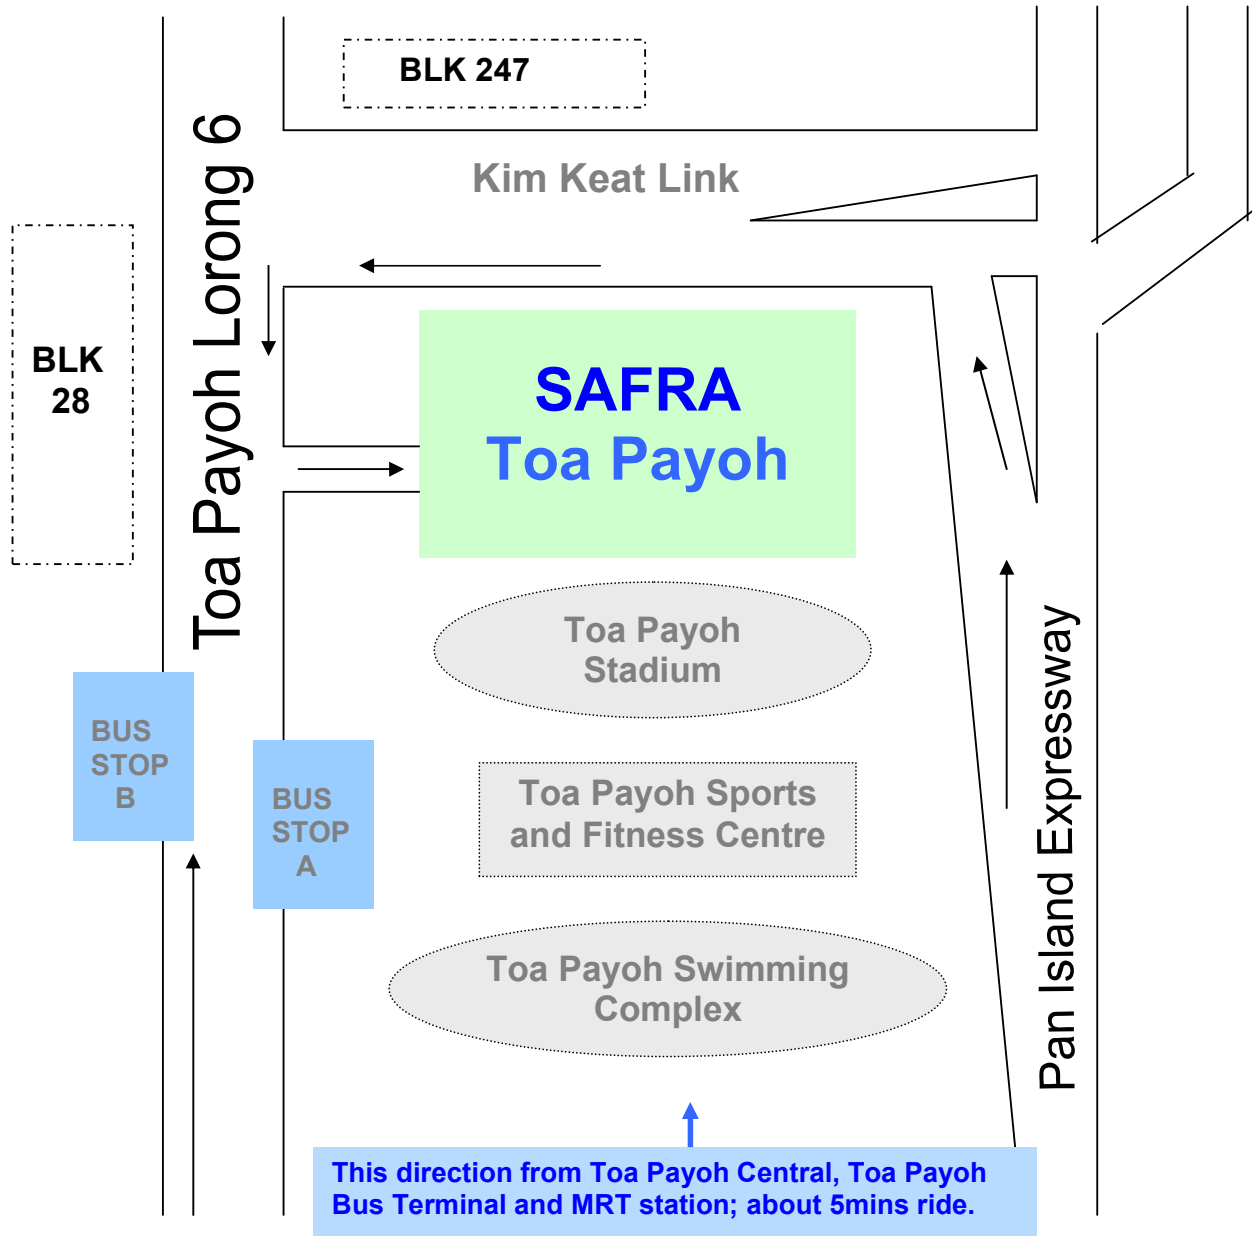 BLK 247
Kim Keat Link
Toa Payoh Lorong 6
BLK
28
SAFRA
Toa Payoh
Toa Payoh
Stadium
BUS
STOP
B
BUS
STOP
A
Toa Payoh Sports
and Fitness Centre
Pan Island Expressway
Toa Payoh Swimming
Complex
This direction from Toa Payoh Central, Toa Payoh
Bus Terminal and MRT station; about 5mins ride.